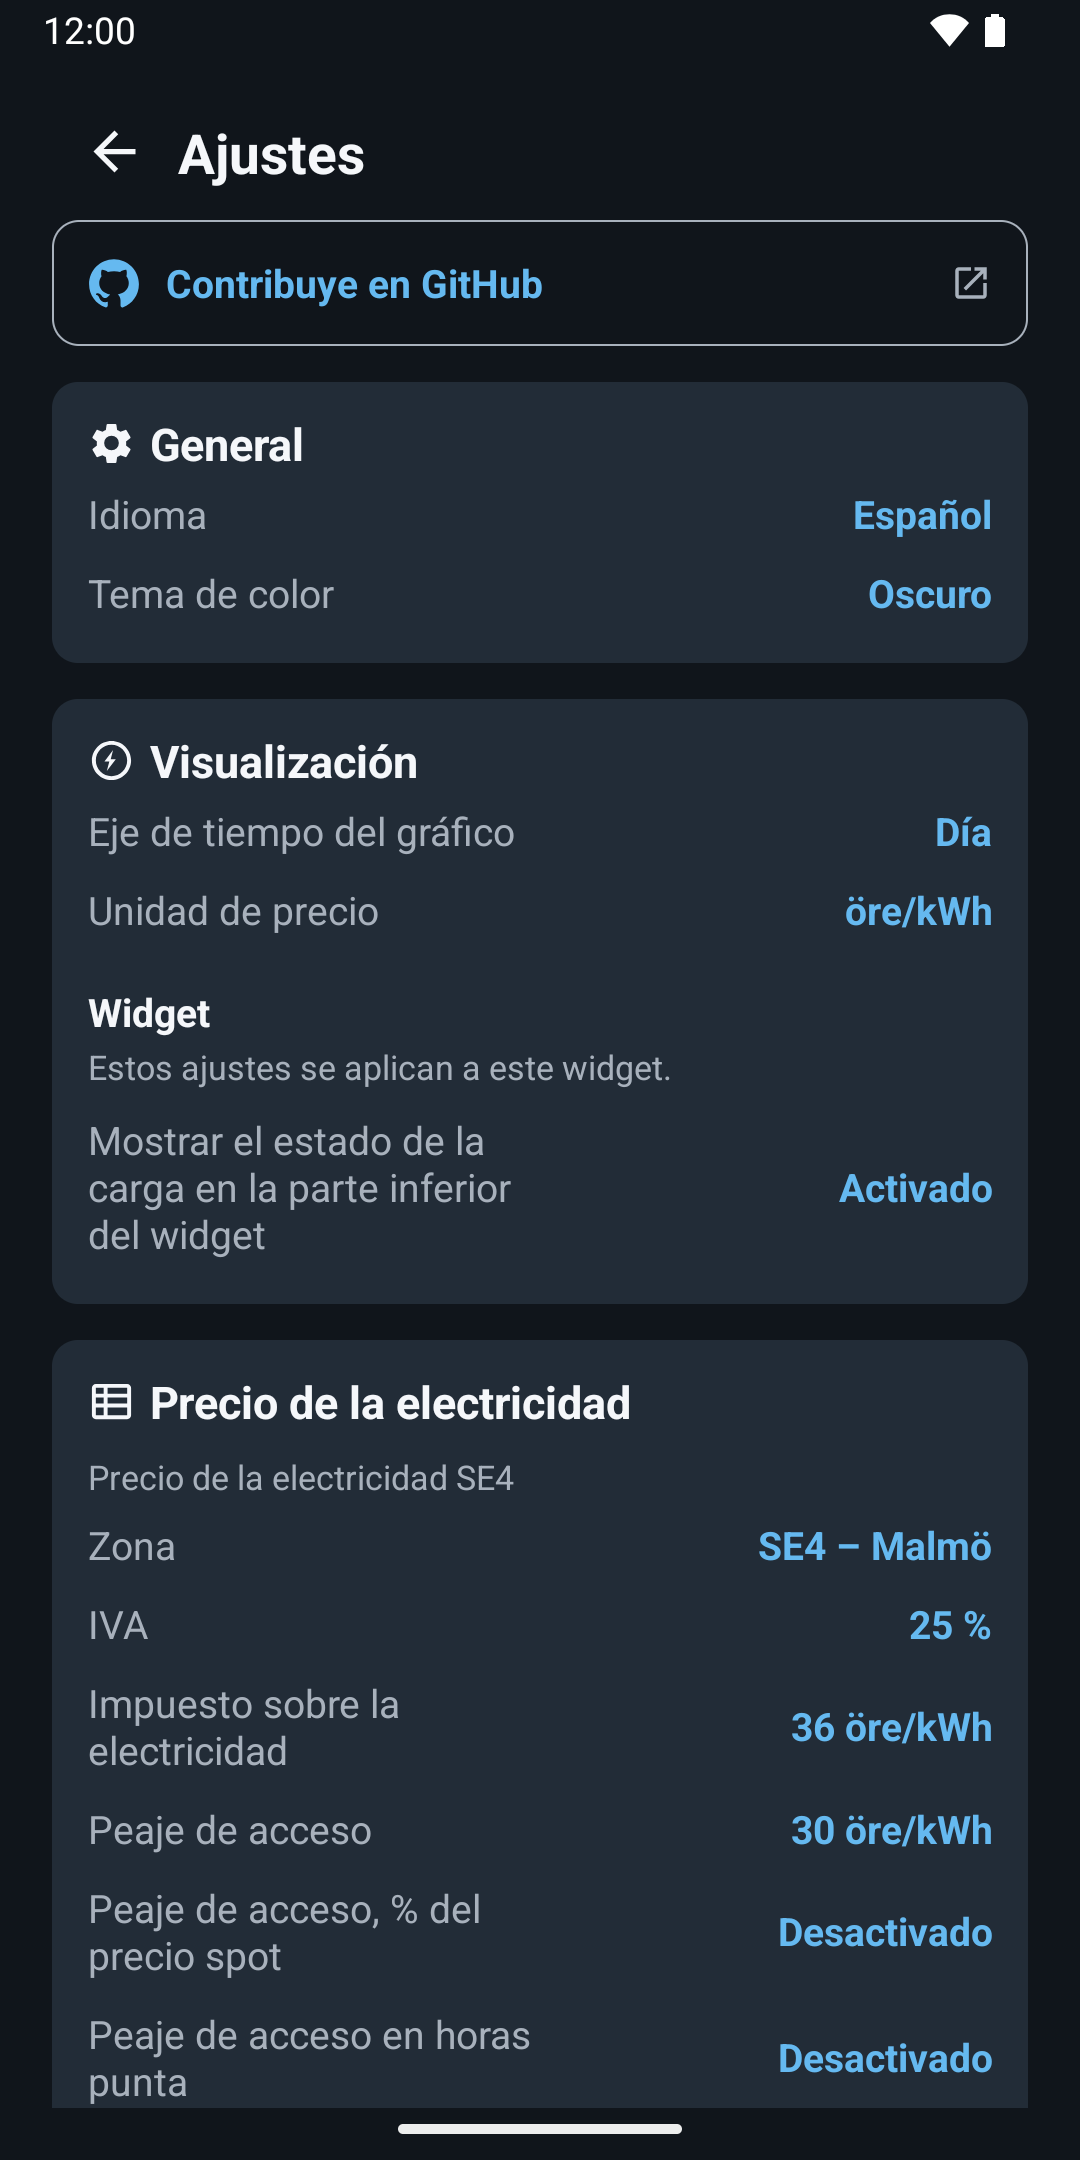 12:00
Ajustes
Contribuye en GitHub
General
Idioma Español
Tema de color Oscuro
Visualización
Eje de tiempo del gráfico Día
Unidad de precio öre/kWh
Widget
Estos ajustes se aplican a este widget.
Mostrar el estado de la
carga en la parte inferior Activado
del widget
Precio de la electricidad
Precio de la electricidad SE4
Zona SE4 – Malmö
IVA 25 %
Impuesto sobre la
electricidad 36 öre/kWh
Peaje de acceso 30 öre/kWh
Peaje de acceso, % del
precio spot Desactivado
Peaje de acceso en horas
punta Desactivado